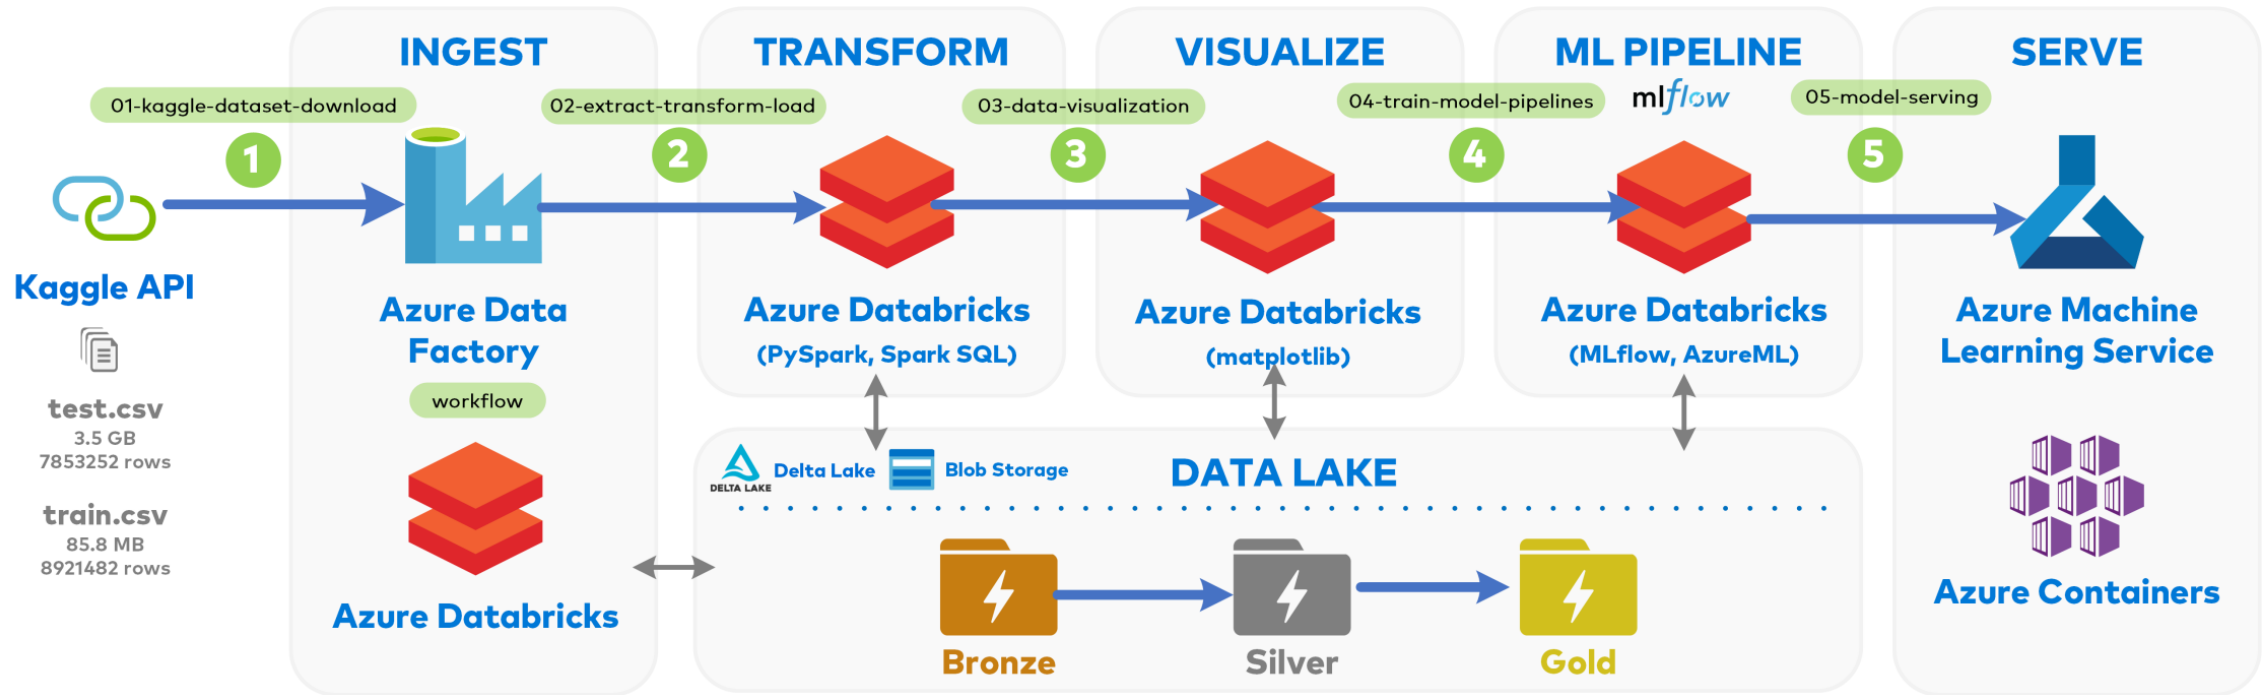 INGEST
TRANSFORM
VISUALIZE
ML PIPELINE
SERVE
01-kaggle-dataset-download
02-extract-transform-load
03-data-visualization
04-train-model-pipelines
mlflow
05-model-serving
1
2
3
4
5
Kaggle API
Azure Data
Factory
Azure Databricks
(PySpark, Spark SQL)
Azure Databricks
(matplotlib)
Azure Databricks
(MLflow, AzureML)
Azure Machine
Learning Service
test.csv
3.5 GB
7853252 rows
train.csv
85.8 MB
8921482 rows
workflow
Azure Databricks
DELTA LAKE
Delta Lake
Blob Storage
DATA LAKE
Bronze
Silver
Gold
Azure Containers